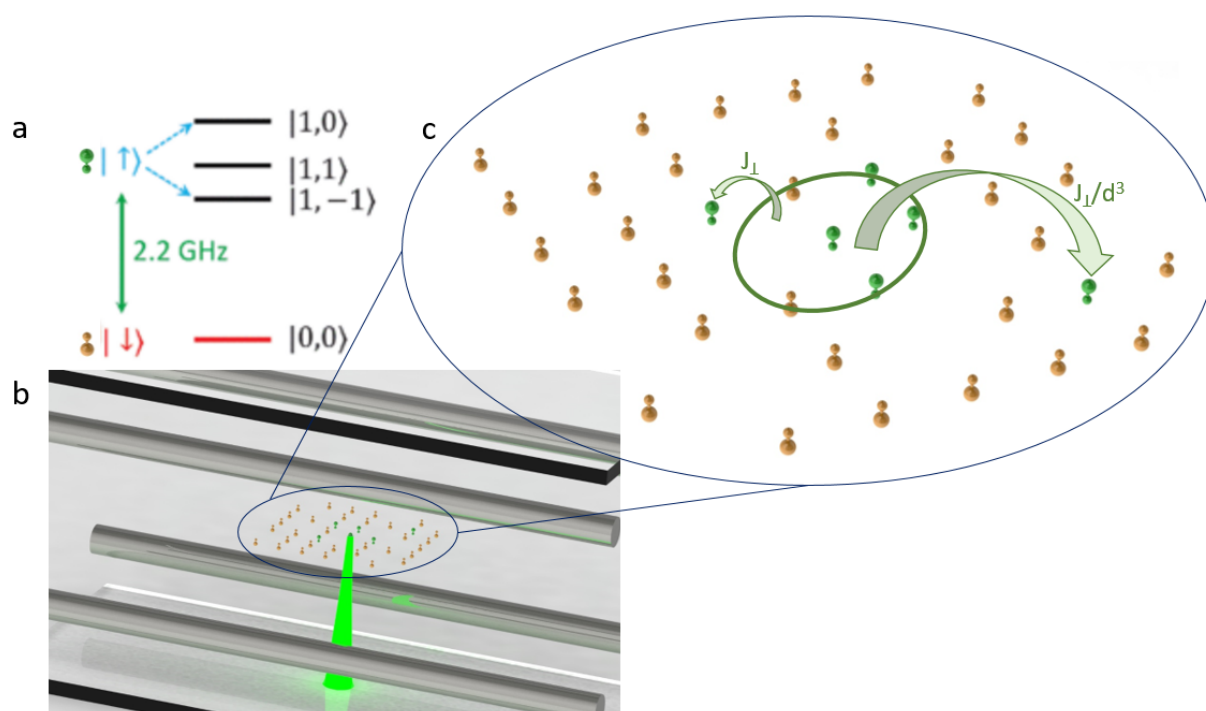 a
|↑⟩
|1,0⟩
|1,1⟩
|1,−1⟩
2.2 GHz
|↓⟩
|0,0⟩
b
c
J⊥
J⊥/d³